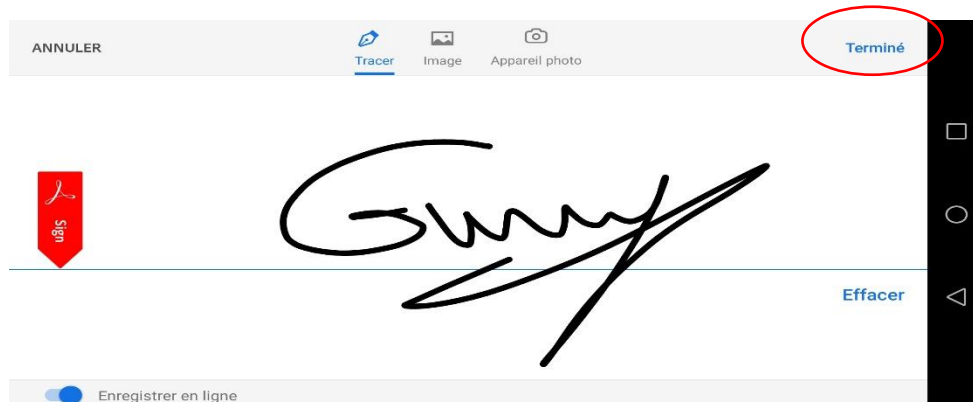 ANNULER
Tracer Image Appareil photo
Terminé
Sign
Effacer
Enregistrer en ligne